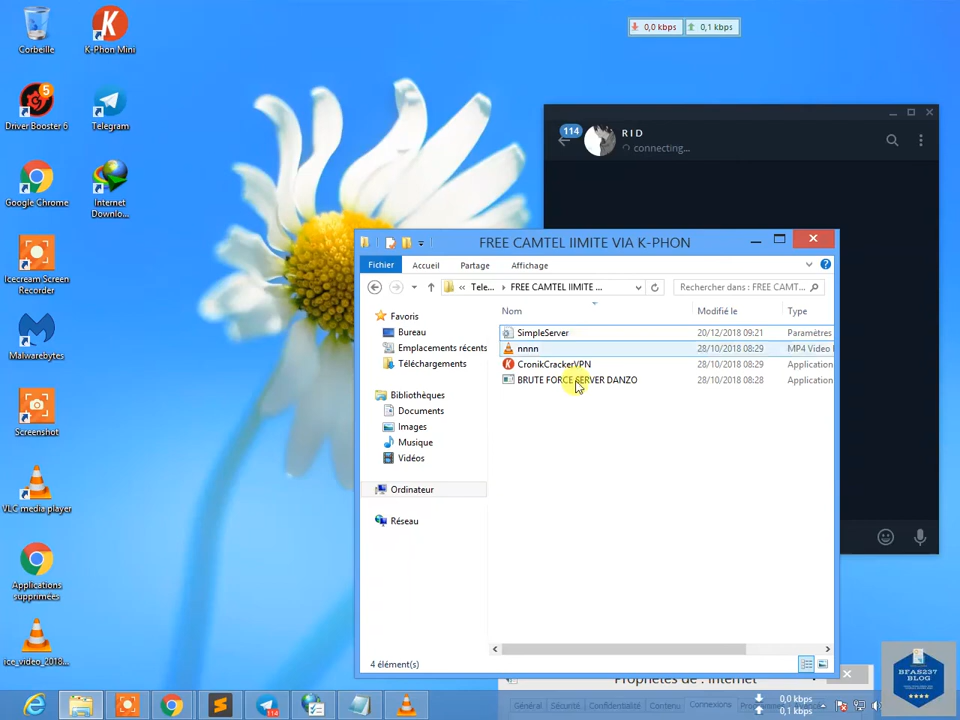 Corbeille
K-Phon Mini
0,0 kbps
0,1 kbps
5
Driver Booster 6
Telegram
114
R I D
connecting...
Google Chrome
Internet
Downlo...
FREE CAMTEL IIMITE VIA K-PHON
Fichier
Accueil
Partage
Affichage
Tele...
FREE CAMTEL IIMITE ...
Rechercher dans : FREE CAMT...
Icecream Screen
Recorder
Favoris
Bureau
Emplacements récents
Téléchargements
Nom
Modifié le
Type
SimpleServer
20/12/2018 09:21
Paramètres
nnnn
28/10/2018 08:29
MP4 Video
CronikCrackerVPN
28/10/2018 08:29
Application
BRUTE FORCE SERVER DANZO
28/10/2018 08:28
Application
Malwarebytes
Bibliothèques
Documents
Images
Musique
Vidéos
Screenshot
Ordinateur
Réseau
VLC media player
Applications
supprimées
ice_video_2018...
4 élément(s)
Propriétés de : Internet
Général
Sécurité
Confidentialité
Contenu
Connexions
0,0 kbps
0,1 kbps
114
BFAS237
BLOG